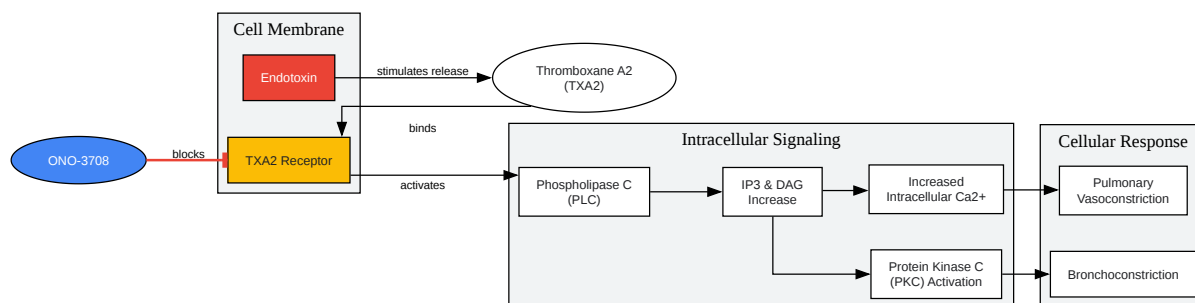 Cell Membrane
Endotoxin
stimulates release
Thromboxane A2
(TXA2)
binds
ONO-3708
blocks
TXA2 Receptor
activates
Intracellular Signaling
Phospholipase C
(PLC)
IP3 & DAG
Increase
Increased
Intracellular Ca2+
Protein Kinase C
(PKC) Activation
Cellular Response
Pulmonary
Vasoconstriction
Bronchoconstriction